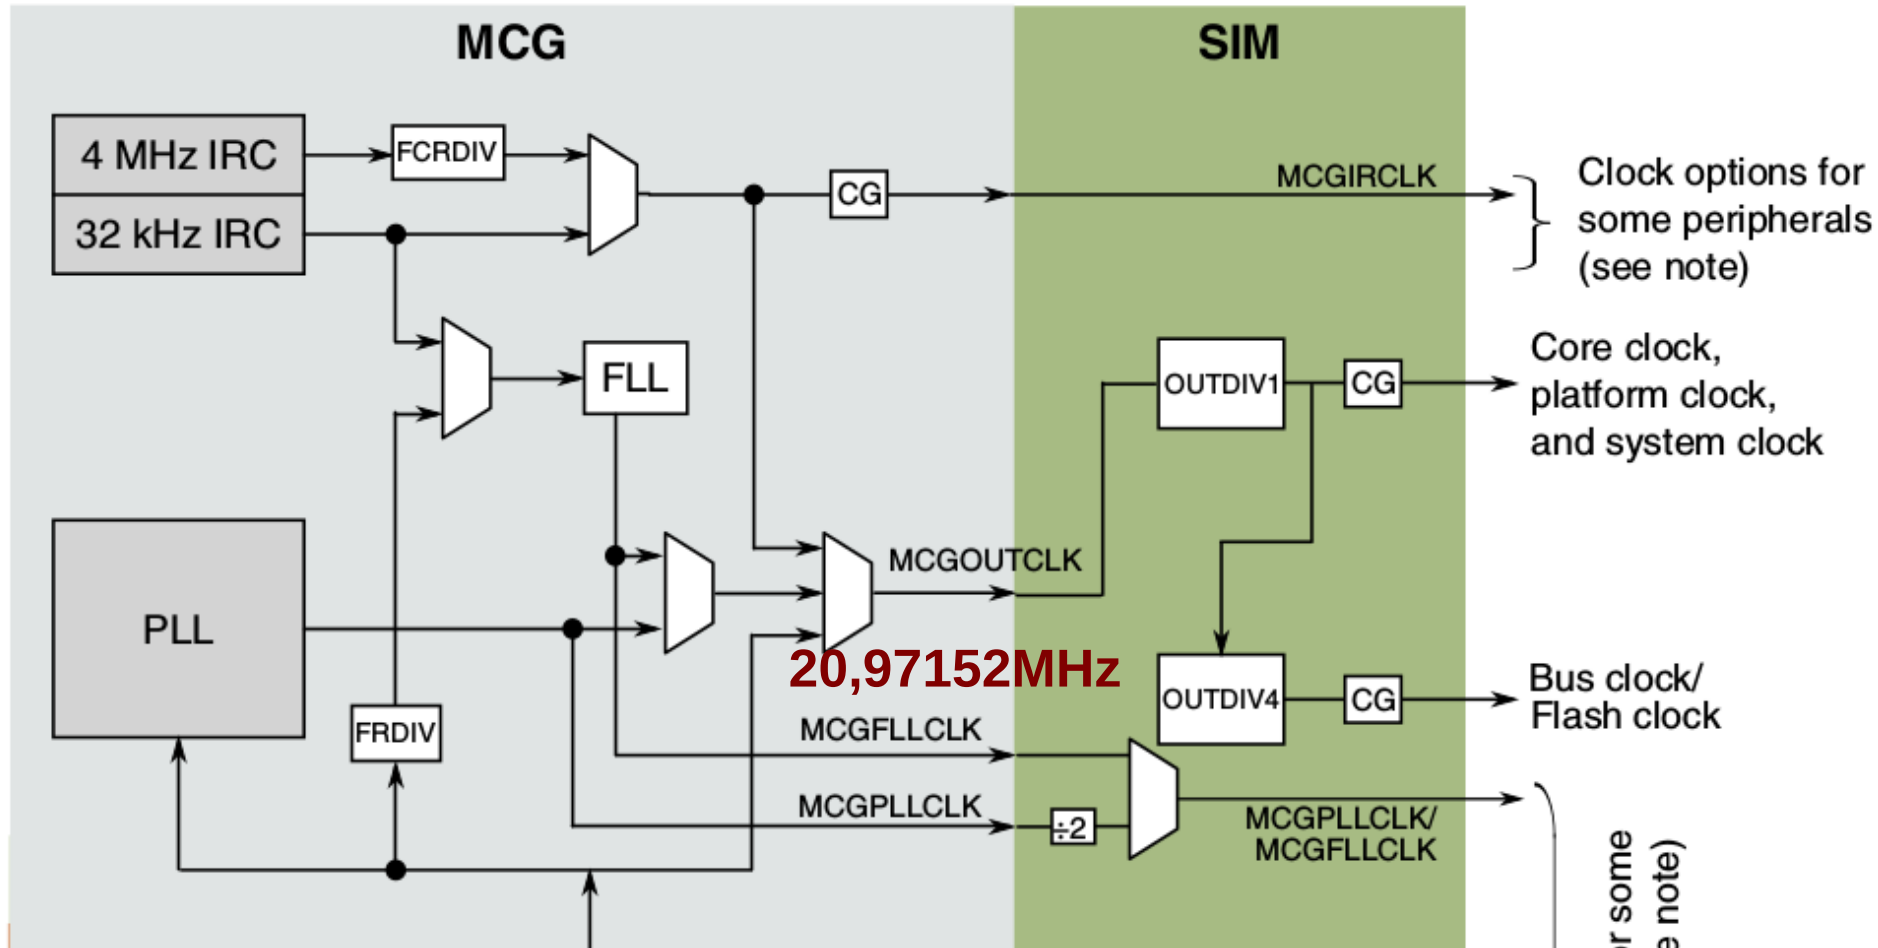 MCG
SIM
4 MHz IRC
FCRDIV
32 kHz IRC
CG
MCGIRCLK
Clock options for
some peripherals
(see note)
FLL
OUTDIV1
CG
Core clock,
platform clock,
and system clock
PLL
MCGOUTCLK
20,97152MHz
FRDIV
OUTDIV4
CG
Bus clock/
Flash clock
MCGFLLCLK
MCGPLLCLK
÷2
MCGPLLCLK/
MCGFLLCLK
some
note)